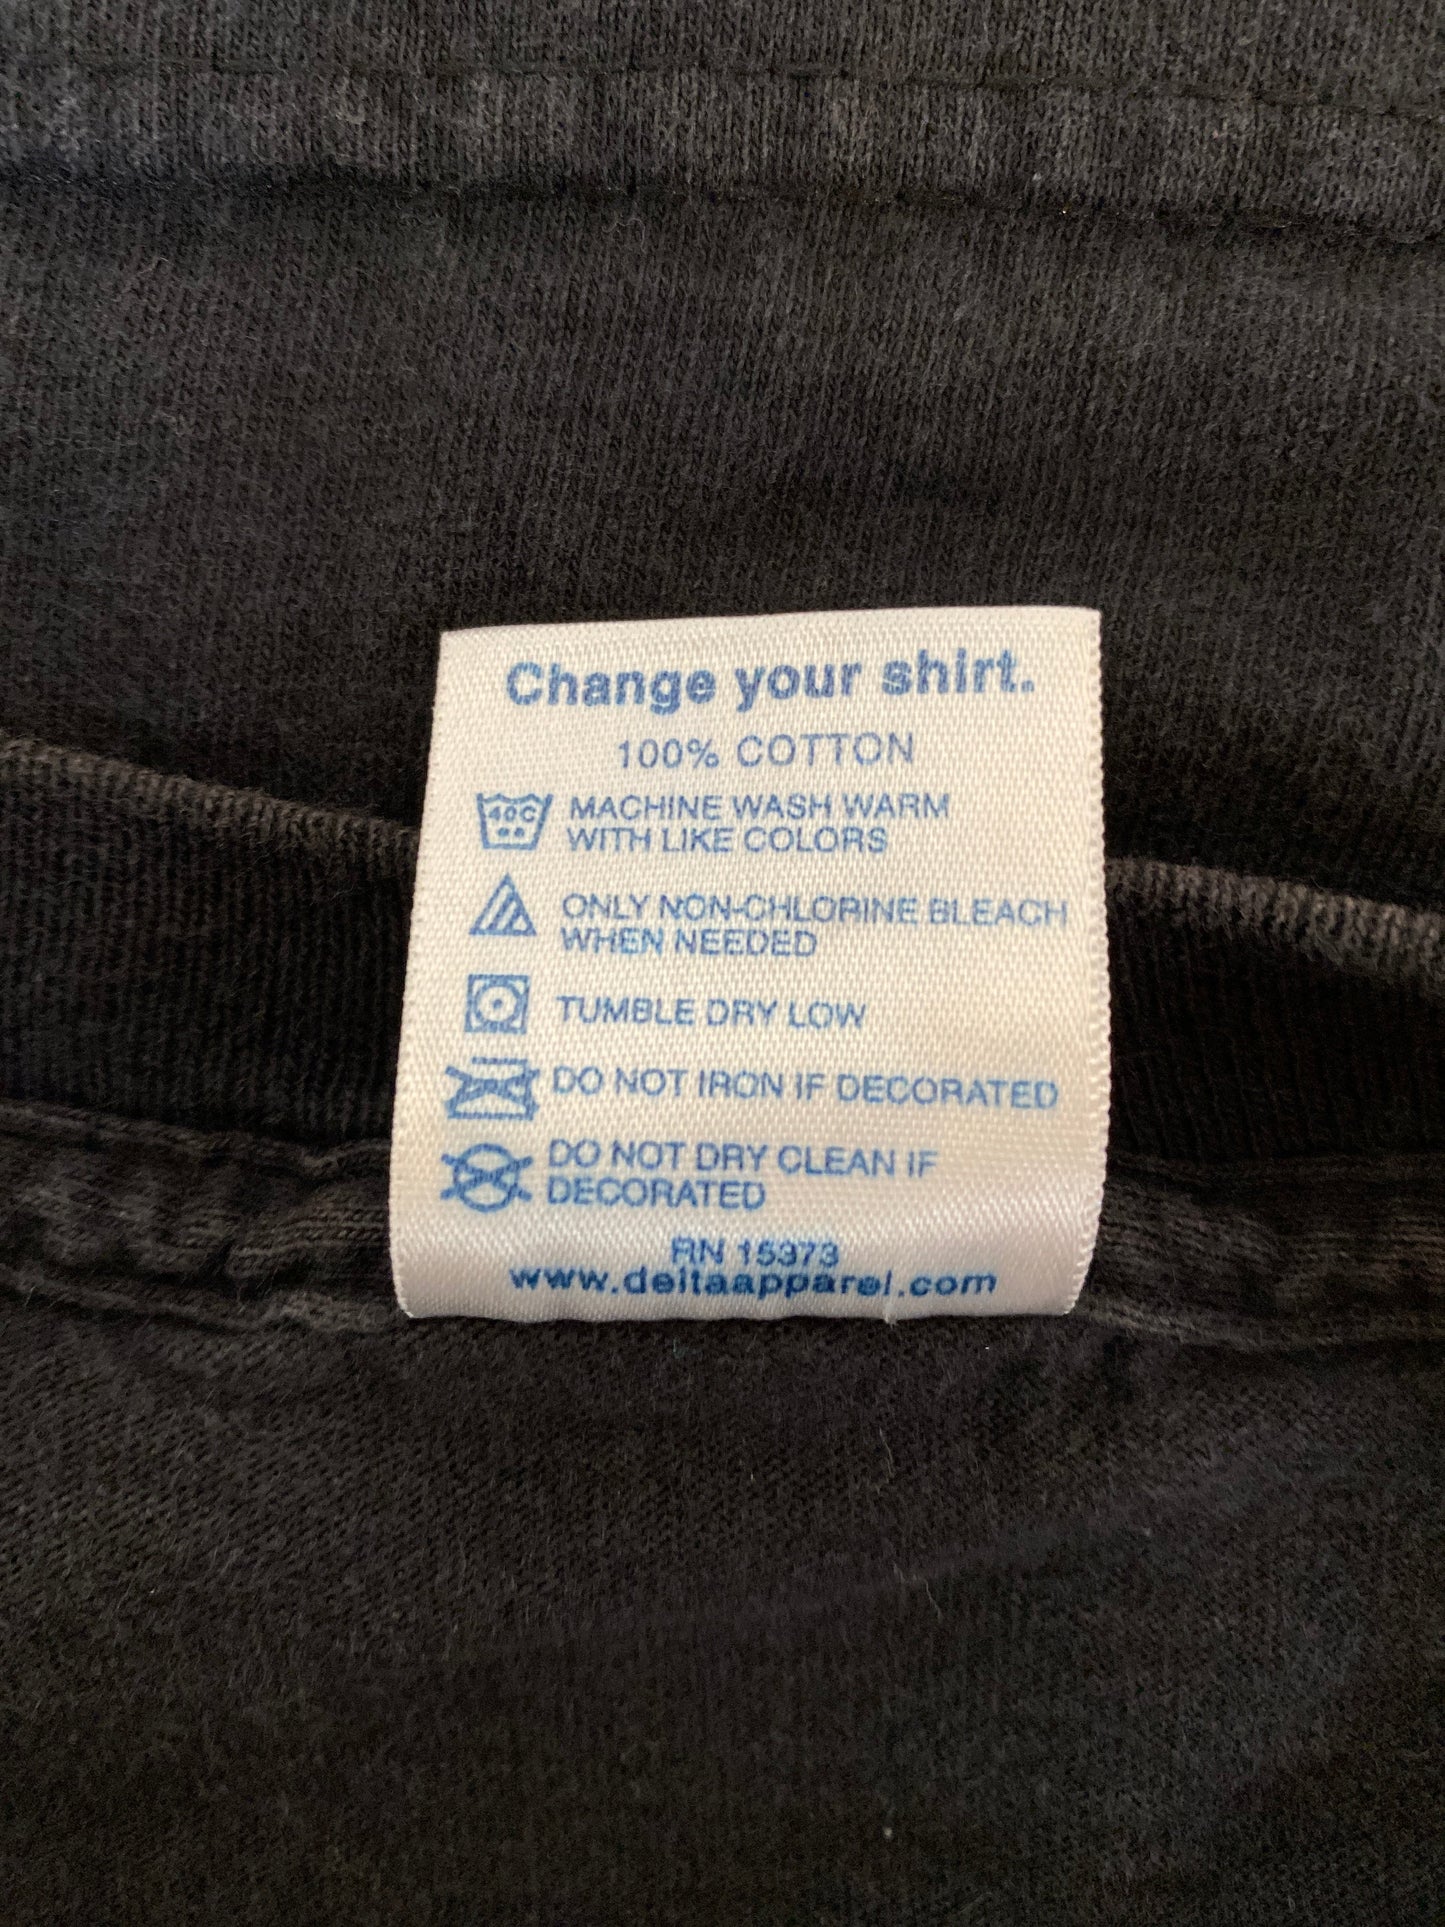 Change your shirt.
100% COTTON
40C
MACHINE WASH WARM
WITH LIKE COLORS
ONLY NON-CHLORINE BLEACH
WHEN NEEDED
TUMBLE DRY LOW
DO NOT IRON IF DECORATED
DO NOT DRY CLEAN IF
DECORATED
RN 15373
www.deltaapparel.com